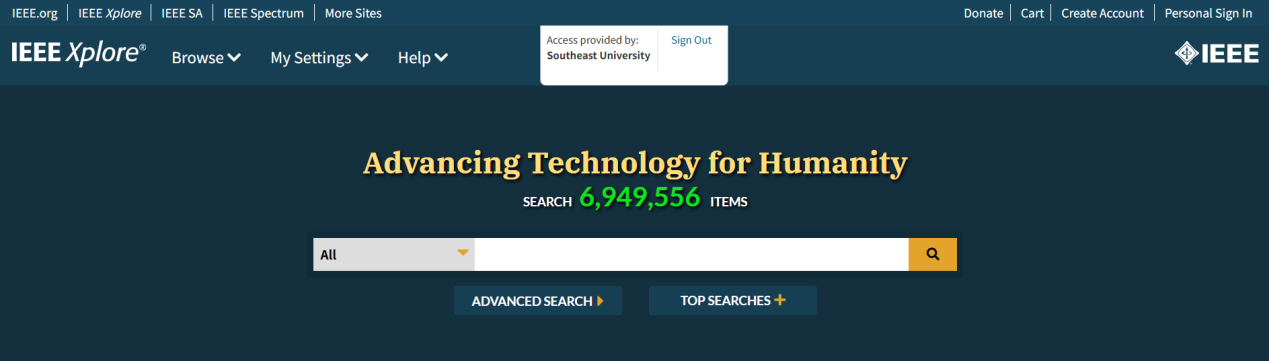 IEEE.org IEEE Xplore IEEE SA IEEE Spectrum More Sites Donate Cart Create Account Personal Sign In
IEEE Xplore® Browse My Settings Help Access provided by: Sign Out IEEE
Southeast University
Advancing Technology for Humanity
SEARCH 6,949,556 ITEMS
All
ADVANCED SEARCH TOP SEARCHES